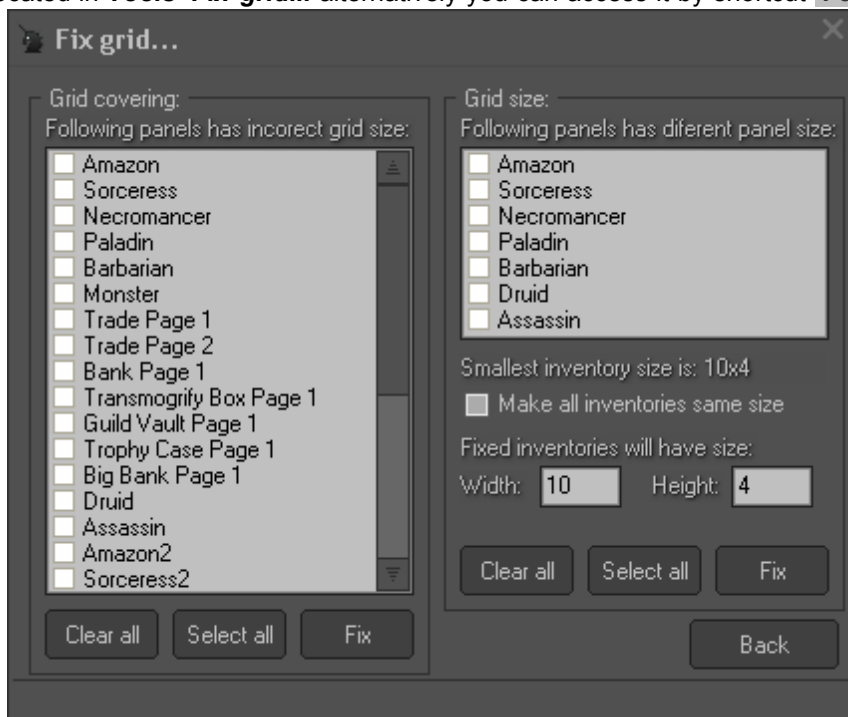 Fix grid...
Grid covering:
Following panels has incorect grid size:
Amazon
Sorceress
Necromancer
Paladin
Barbarian
Monster
Trade Page 1
Trade Page 2
Bank Page 1
Transmogrify Box Page 1
Guild Vault Page 1
Trophy Case Page 1
Big Bank Page 1
Druid
Assassin
Amazon2
Sorceress2
Clear all Select all Fix
Grid size:
Following panels has diferent panel size:
Amazon
Sorceress
Necromancer
Paladin
Barbarian
Druid
Assassin
Smallest inventory size is: 10x4
Make all inventories same size
Fixed inventories will have size:
Width: 10 Height: 4
Clear all Select all Fix
Back